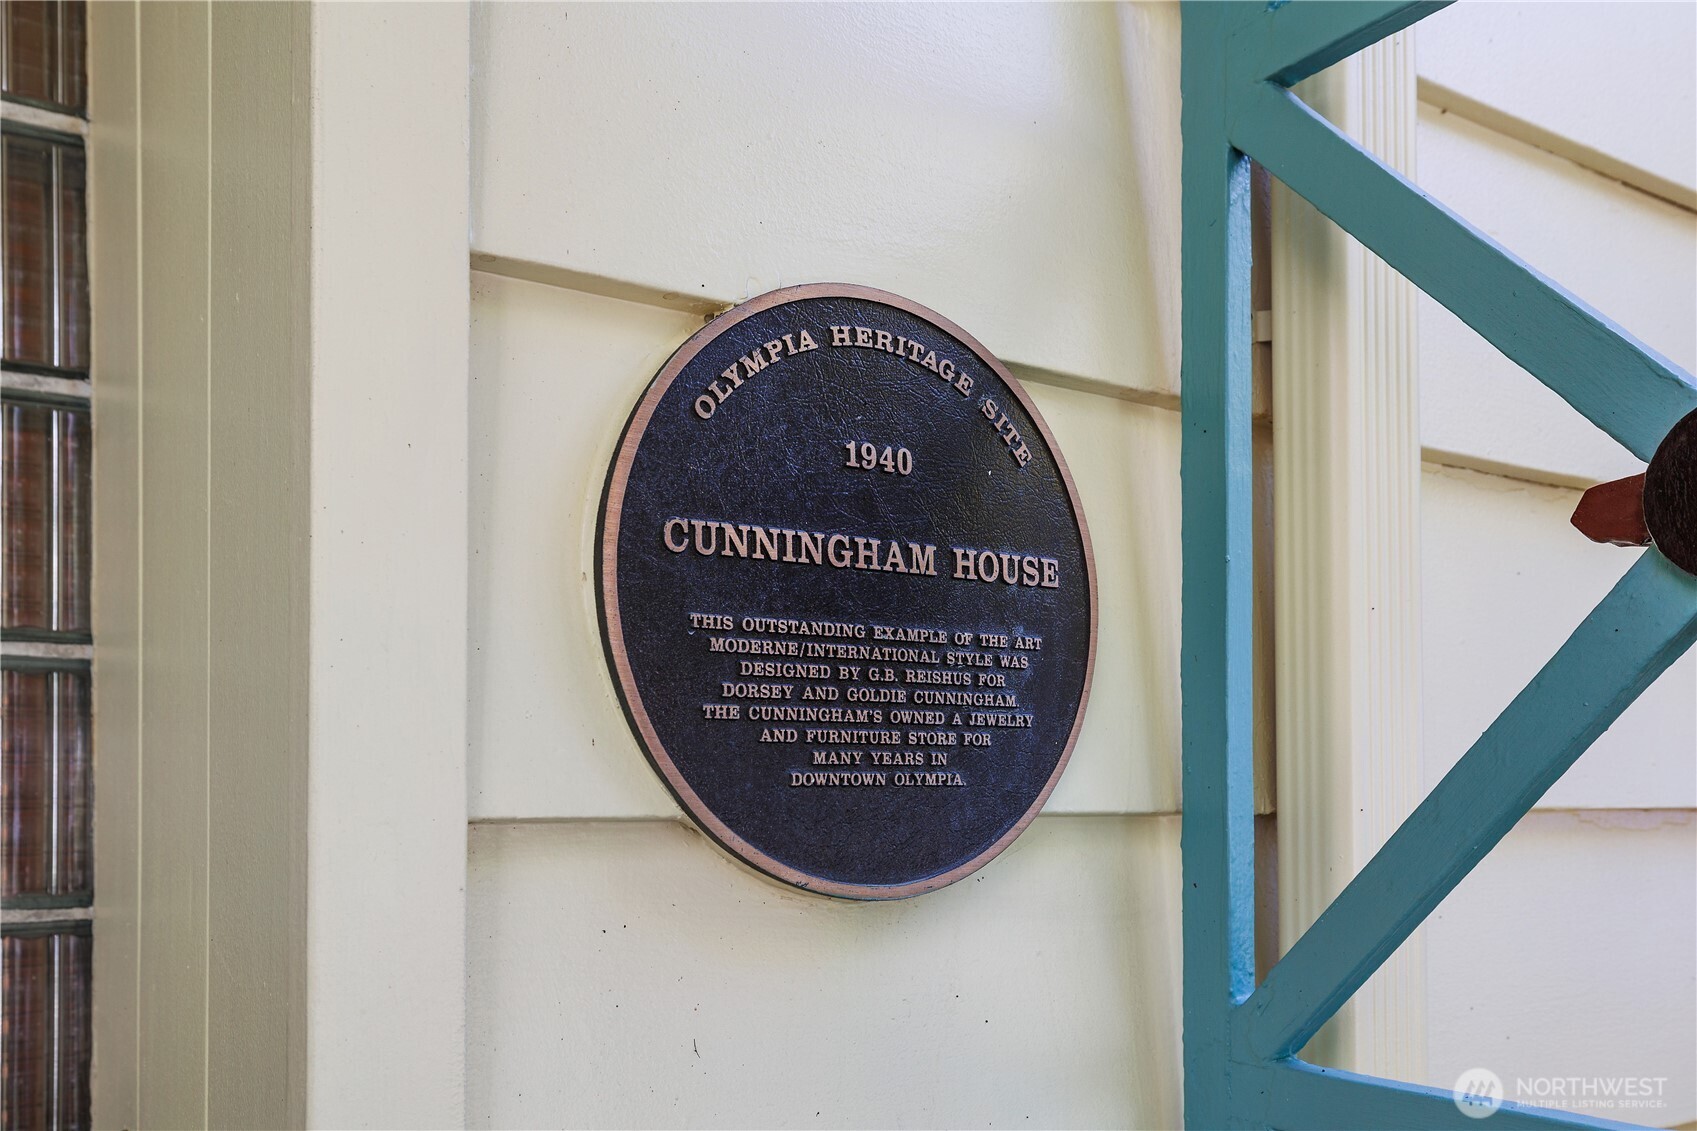 OLYMPIA HERITAGE SITE
1940
CUNNINGHAM HOUSE
THIS OUTSTANDING EXAMPLE OF THE ART
MODERNE/INTERNATIONAL STYLE WAS
DESIGNED BY G.B. REISHUS FOR
DORSEY AND GOLDIE CUNNINGHAM.
THE CUNNINGHAM'S OWNED A JEWELRY
AND FURNITURE STORE FOR
MANY YEARS IN
DOWNTOWN OLYMPIA.
NORTHWEST
MULTIPLE LISTING SERVICE